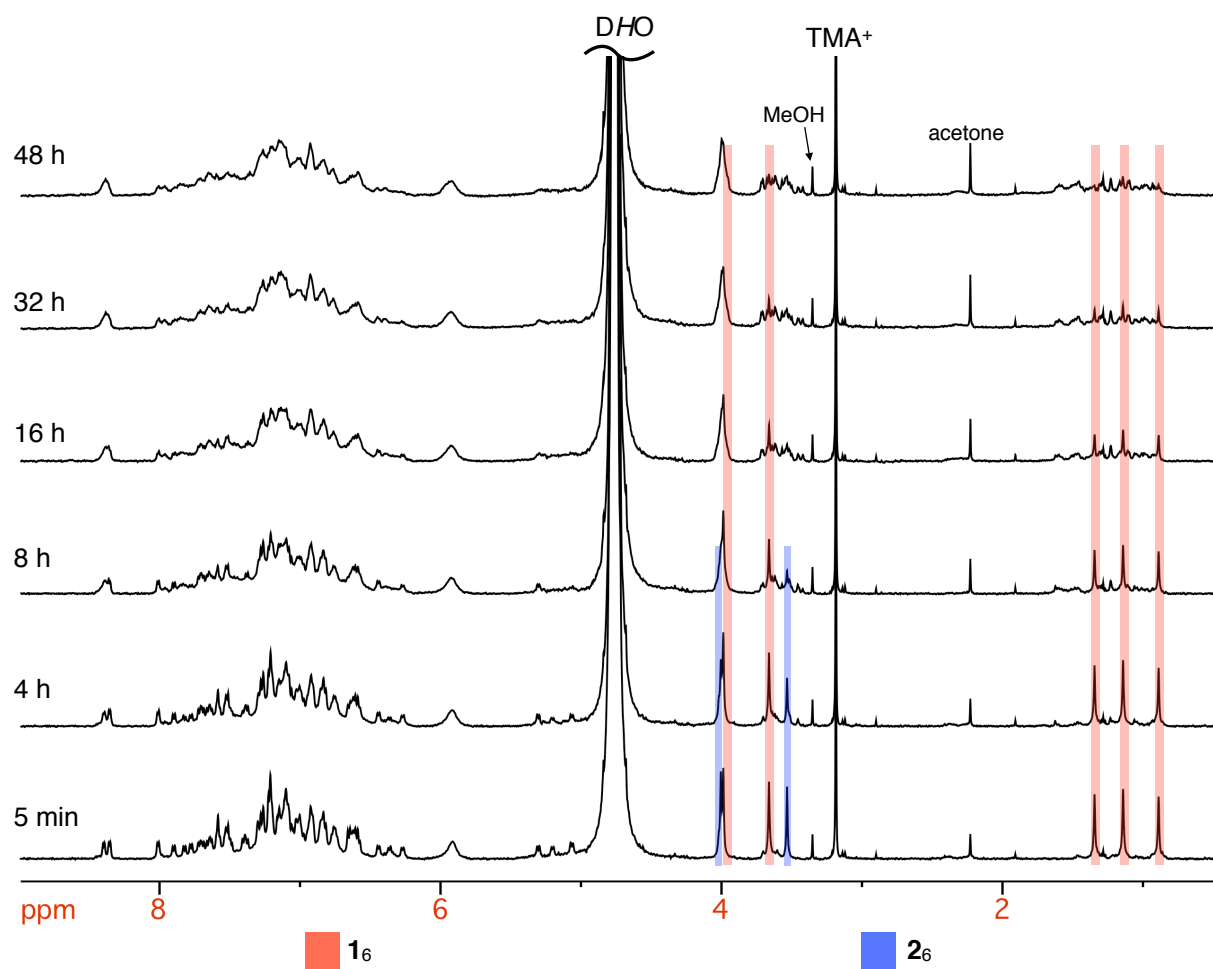 DHO
TMA⁺
MeOH
acetone
48 h
32 h
16 h
8 h
4 h
5 min
ppm 8 6 4 2
1₆ 2₆